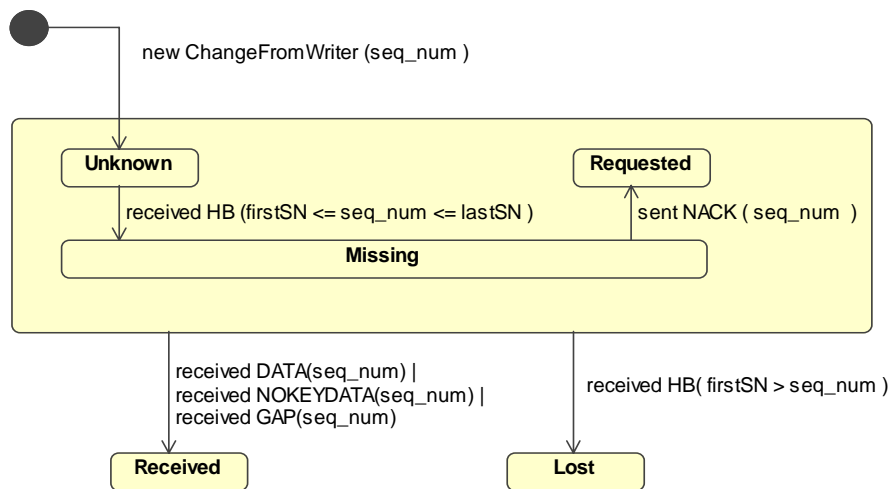 new ChangeFromWriter (seq_num )
Unknown
Requested
received HB (firstSN <= seq_num <= lastSN )
sent NACK ( seq_num )
Missing
received DATA(seq_num) |
received NOKEYDATA(seq_num) |
received GAP(seq_num)
received HB( firstSN > seq_num )
Received
Lost